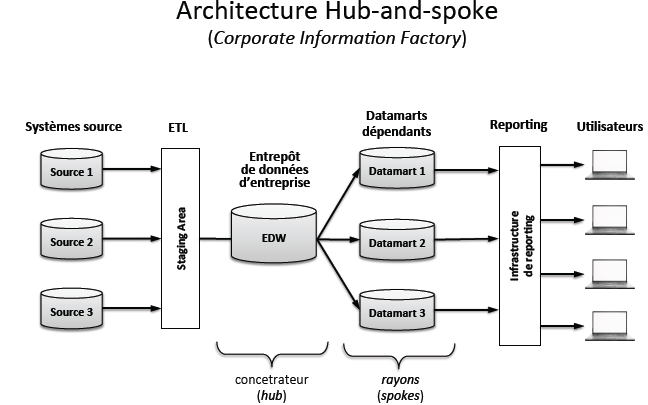 Architecture Hub-and-spoke
(Corporate Information Factory)
Systèmes source
ETL
Entrepôt
de données
d'entreprise
Datamarts
dépendants
Reporting
Utilisateurs
Source 1
Source 2
Source 3
Staging Area
EDW
Datamart 1
Datamart 2
Datamart 3
Infrastructure
de reporting
concetrateur
(hub)
rayons
(spokes)